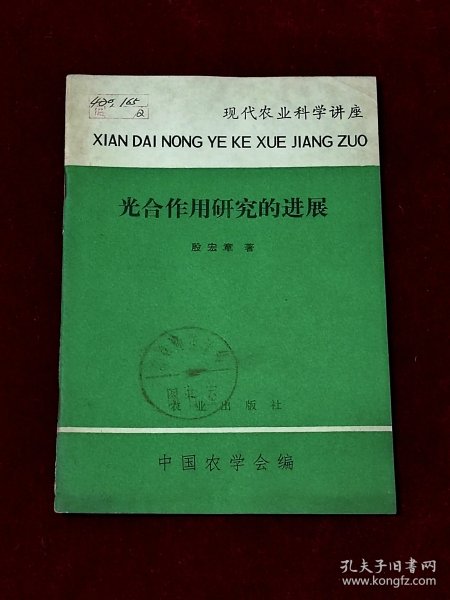 409.165
2
现代农业科学讲座
XIAN DAI NONG YE KE XUE JIANG ZUO
光合作用研究的进展
殷宏章 著
农业出版社
中国农学会编
孔夫子旧书网
www.kongfz.com